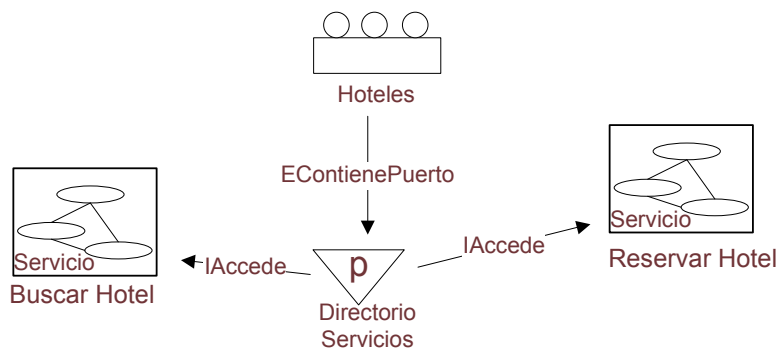 Hoteles
EContienePuerto
Servicio
Buscar Hotel
IAccede
p
Directorio
Servicios
IAccede
Servicio
Reservar Hotel